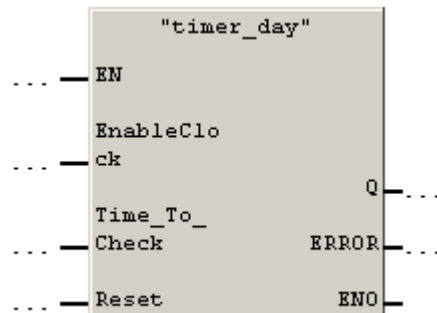 "timer_day"
... EN
EnableClo
... ck
Q ...
Time_To_
... Check ERROR ...
... Reset ENO